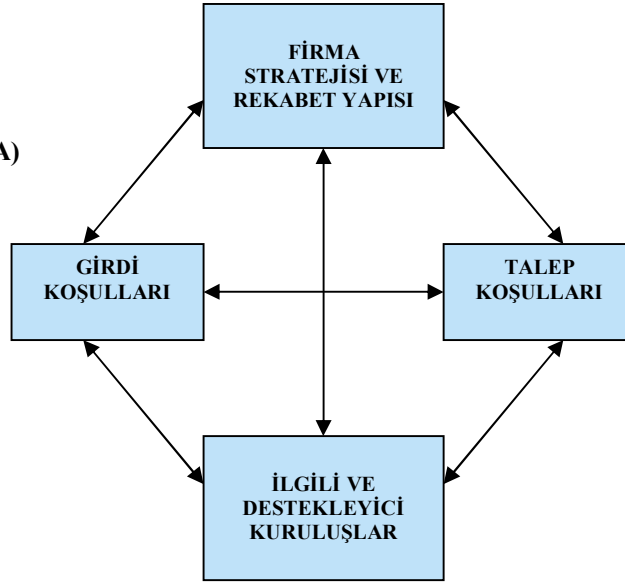 FİRMA
STRATEJİSİ VE
REKABET YAPISI
A)
GİRDİ
KOŞULLARI
TALEP
KOŞULLARI
İLGİLİ VE
DESTEKLEYİCİ
KURULUŞLAR